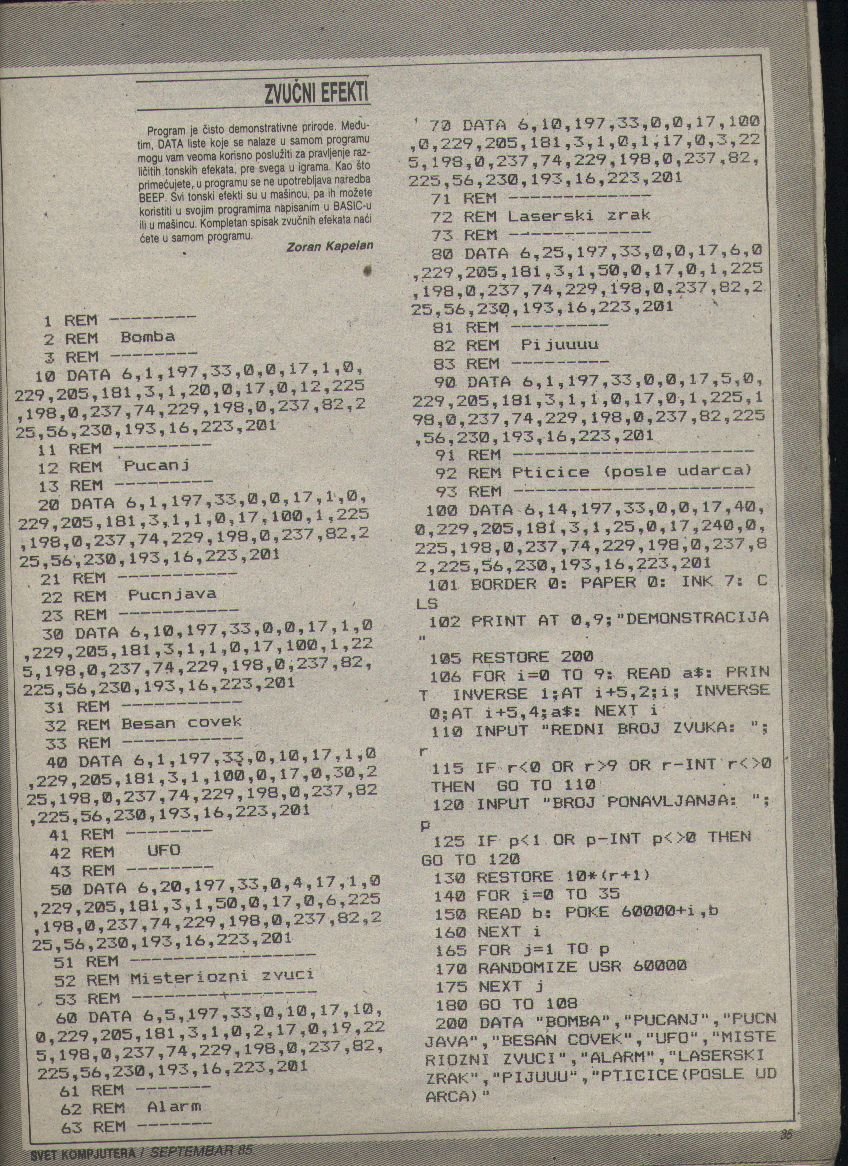 ZVUČNI EFEKTI
Program je čisto demonstrativne prirode. Među-
tim, DATA liste koje se nalaze u samom programu
mogu vam veoma korisno poslužiti za pravljenje raz-
ličitih tonskih efekata, pre svega u igrama. Kao što
primećujete, u programu se ne upotrebljava naredba
BEEP. Svi tonski efekti su u mašincu, pa ih možete
koristiti u svojim programima napisanim u BASIC-u
ili u mašincu. Kompletan spisak zvučnih efekata naći
ćete u samom programu.
Zoran Kapelan
1 REM --------
2 REM  Bomba
3 REM --------
10 DATA 6,1,197,33,0,0,17,1,0,
229,205,181,3,1,20,0,17,0,12,225
,198,0,237,74,229,198,0,237,82,2
25,56,230,193,16,223,201
11 REM ---------
12 REM  Pucanj
13 REM ---------
20 DATA 6,1,197,33,0,0,17,1,0,
229,205,181,3,1,1,0,17,100,1,225
,198,0,237,74,229,198,0,237,82,2
25,56,230,193,16,223,201
21 REM -----------
22 REM  Pucnjava
23 REM -----------
30 DATA 6,10,197,33,0,0,17,1,0
,229,205,181,3,1,1,0,17,100,1,22
5,198,0,237,74,229,198,0,237,82,
225,56,230,193,16,223,201
31 REM -----------
32 REM Besan covek
33 REM -----------
40 DATA 6,1,197,33,0,10,17,1,0
,229,205,181,3,1,100,0,17,0,30,2
25,198,0,237,74,229,198,0,237,82
,225,56,230,193,16,223,201
41 REM --------
42 REM   UFO
43 REM --------
50 DATA 6,20,197,33,0,4,17,1,0
,229,205,181,3,1,50,0,17,0,6,225
,198,0,237,74,229,198,0,237,82,2
25,56,230,193,16,223,201
51 REM -----------------
52 REM Misteriozni zvuci
53 REM -----------------
60 DATA 6,5,197,33,0,10,17,10,
0,229,205,181,3,1,0,2,17,0,19,22
5,198,0,237,74,229,198,0,237,82,
225,56,230,193,16,223,201
61 REM -------
62 REM  Alarm
63 REM -------
70 DATA 6,10,197,33,0,0,17,100
,0,229,205,181,3,1,0,1,17,0,3,22
5,198,0,237,74,229,198,0,237,82,
225,56,230,193,16,223,201
71 REM -------------
72 REM Laserski zrak
73 REM -------------
80 DATA 6,25,197,33,0,0,17,6,0
,229,205,181,3,1,50,0,17,0,1,225
,198,0,237,74,229,198,0,237,82,2
25,56,230,193,16,223,201
81 REM ---------
82 REM  Pijuuuu
83 REM ---------
90 DATA 6,1,197,33,0,0,17,5,0,
229,205,181,3,1,1,0,17,0,1,225,1
98,0,237,74,229,198,0,237,82,225
,56,230,193,16,223,201
91 REM ----------------------
92 REM Pticice (posle udarca)
93 REM ----------------------
100 DATA 6,14,197,33,0,0,17,40,
0,229,205,181,3,1,25,0,17,240,0,
225,198,0,237,74,229,198,0,237,8
2,225,56,230,193,16,223,201
101 BORDER 0: PAPER 0: INK 7: C
LS
102 PRINT AT 0,9;"DEMONSTRACIJA
"
105 RESTORE 200
106 FOR i=0 TO 9: READ a$: PRIN
T  INVERSE 1;AT i+5,2;i; INVERSE
0;AT i+5,4;a$: NEXT i
110 INPUT "REDNI BROJ ZVUKA: ";
r
115 IF r<0 OR r>9 OR r-INT r<>0
THEN  GO TO 110
120 INPUT "BROJ PONAVLJANJA: ";
p
125 IF p<1 OR p-INT p<>0 THEN
GO TO 120
130 RESTORE 10*(r+1)
140 FOR i=0 TO 35
150 READ b: POKE 60000+i,b
160 NEXT i
165 FOR j=1 TO p
170 RANDOMIZE USR 60000
175 NEXT j
180 GO TO 108
200 DATA "BOMBA","PUCANJ","PUCN
JAVA","BESAN COVEK","UFO","MISTE
RIOZNI ZVUCI","ALARM","LASERSKI
ZRAK","PIJUUU","PTICICE(POSLE UD
ARCA)"
SVET KOMPJUTERA / SEPTEMBAR 85.
35